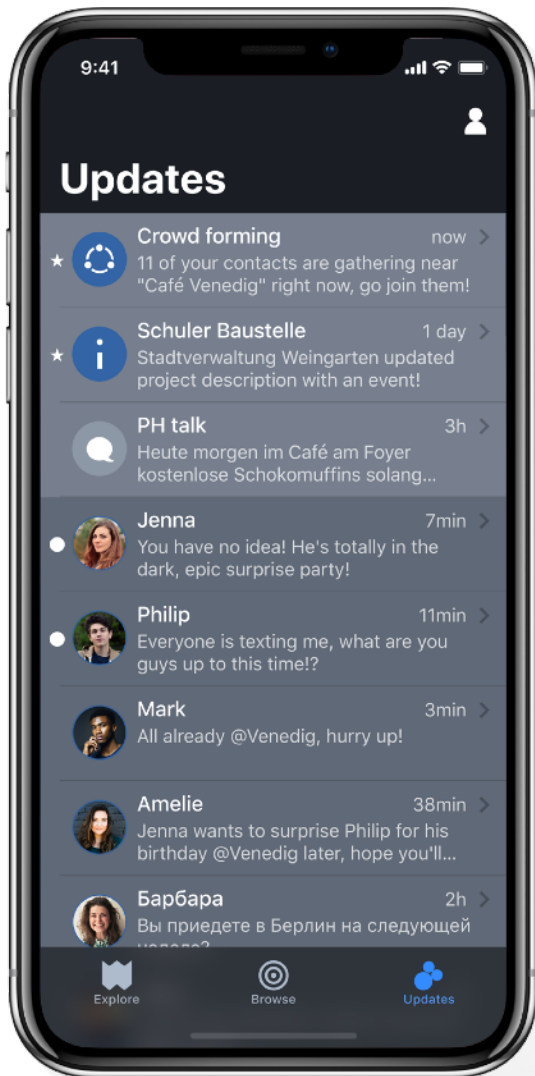 9:41
Updates
Crowd forming now
11 of your contacts are gathering near
"Café Venedig" right now, go join them!
Schuler Baustelle 1 day
Stadtverwaltung Weingarten updated
project description with an event!
PH talk 3h
Heute morgen im Café am Foyer
kostenlose Schokomuffins solang...
Jenna 7min
You have no idea! He's totally in the
dark, epic surprise party!
Philip 11min
Everyone is texting me, what are you
guys up to this time!?
Mark 3min
All already @Venedig, hurry up!
Amelie 38min
Jenna wants to surprise Philip for his
birthday @Venedig later, hope you'll...
Барбара 2h
Вы приедете в Берлин на следующей
Explore Browse Updates